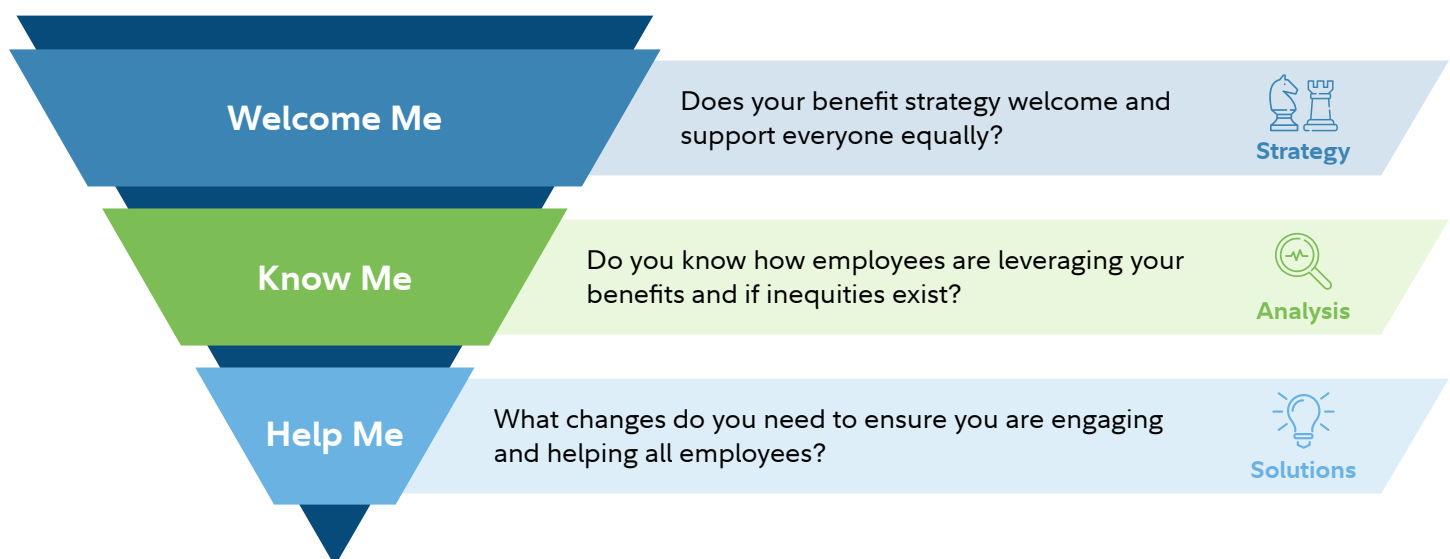 Welcome Me
Does your benefit strategy welcome and
support everyone equally?
Strategy
Know Me
Do you know how employees are leveraging your
benefits and if inequities exist?
Analysis
Help Me
What changes do you need to ensure you are engaging
and helping all employees?
Solutions